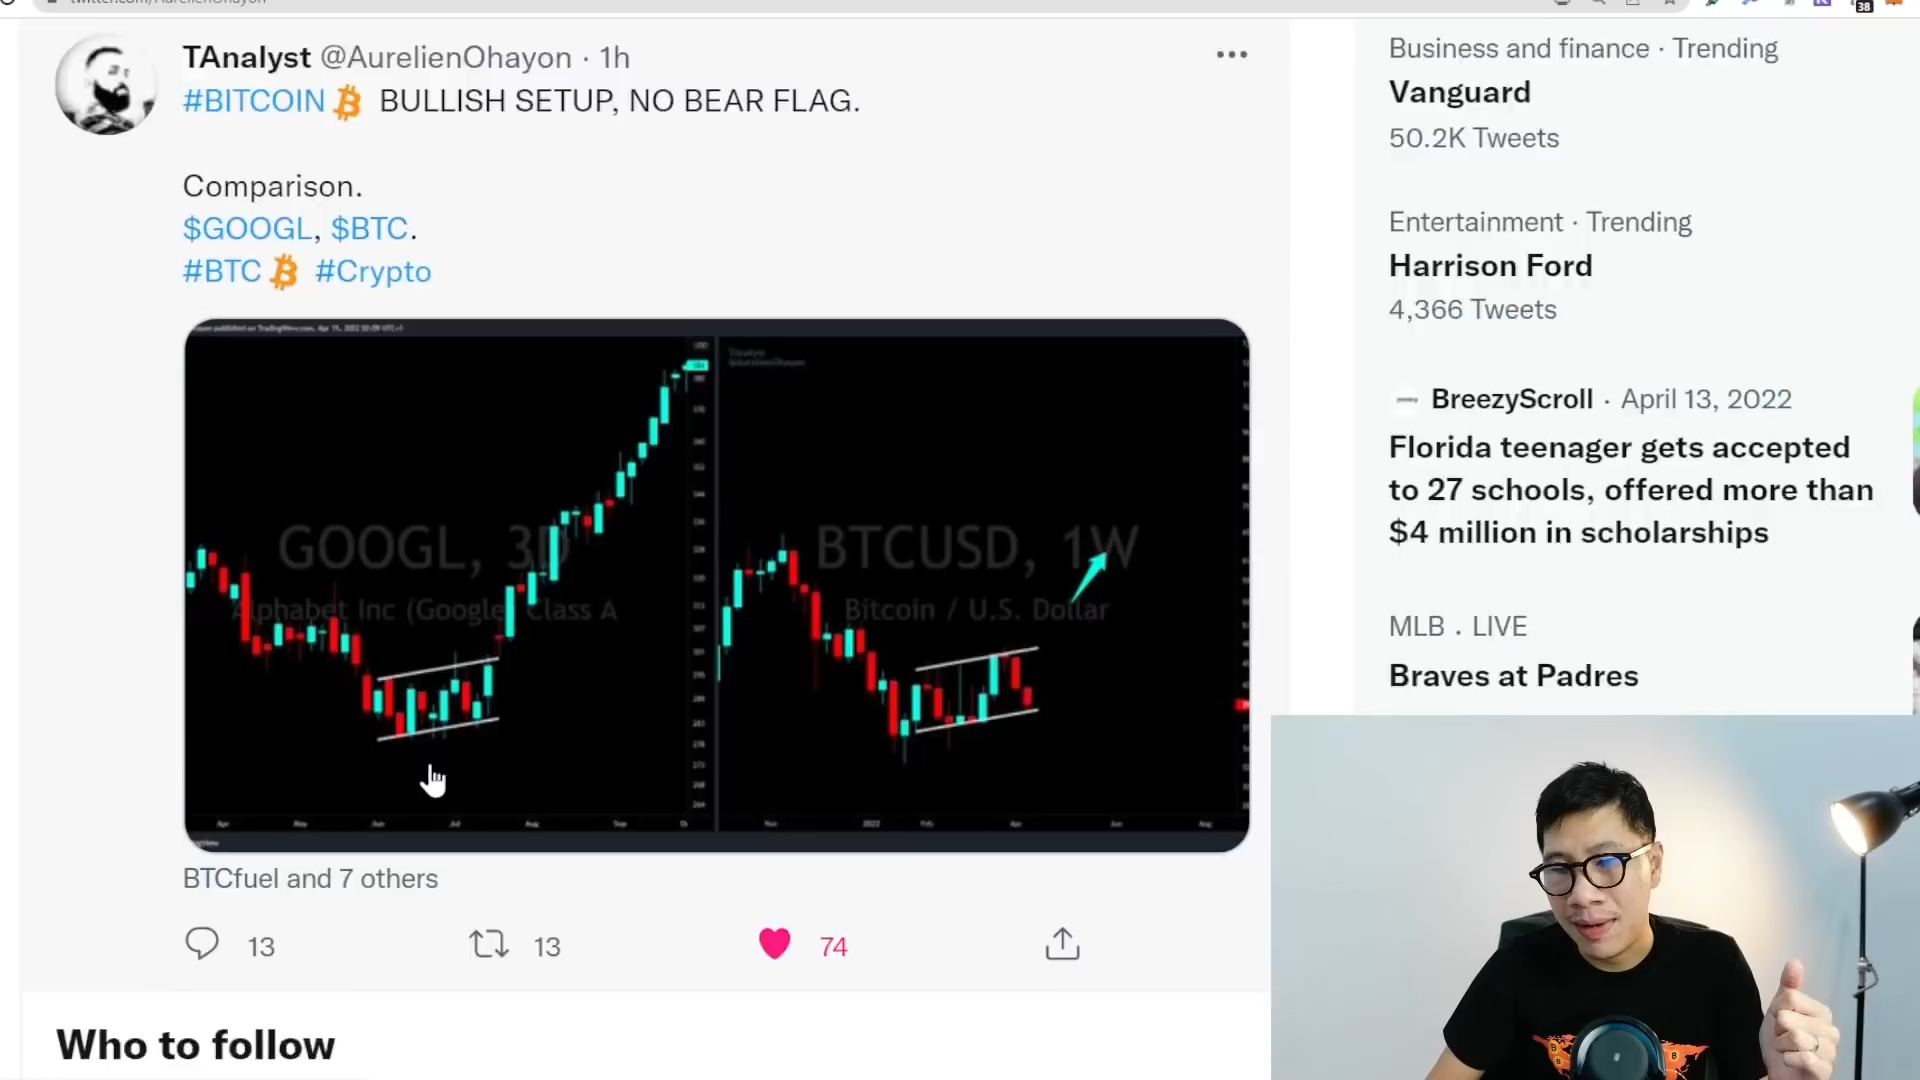 TAnalyst @AurelienOhayon · 1h
#BITCOIN BULLISH SETUP, NO BEAR FLAG.
Comparison.
$GOOGL, $BTC.
#BTC #Crypto
GOOGL, 3D
Alphabet Inc (Google) Class A
BTCUSD, 1W
Bitcoin / U.S. Dollar
BTCfuel and 7 others
13
13
74
Who to follow
Business and finance · Trending
Vanguard
50.2K Tweets
Entertainment · Trending
Harrison Ford
4,366 Tweets
BreezyScroll · April 13, 2022
Florida teenager gets accepted
to 27 schools, offered more than
$4 million in scholarships
MLB . LIVE
Braves at Padres
38